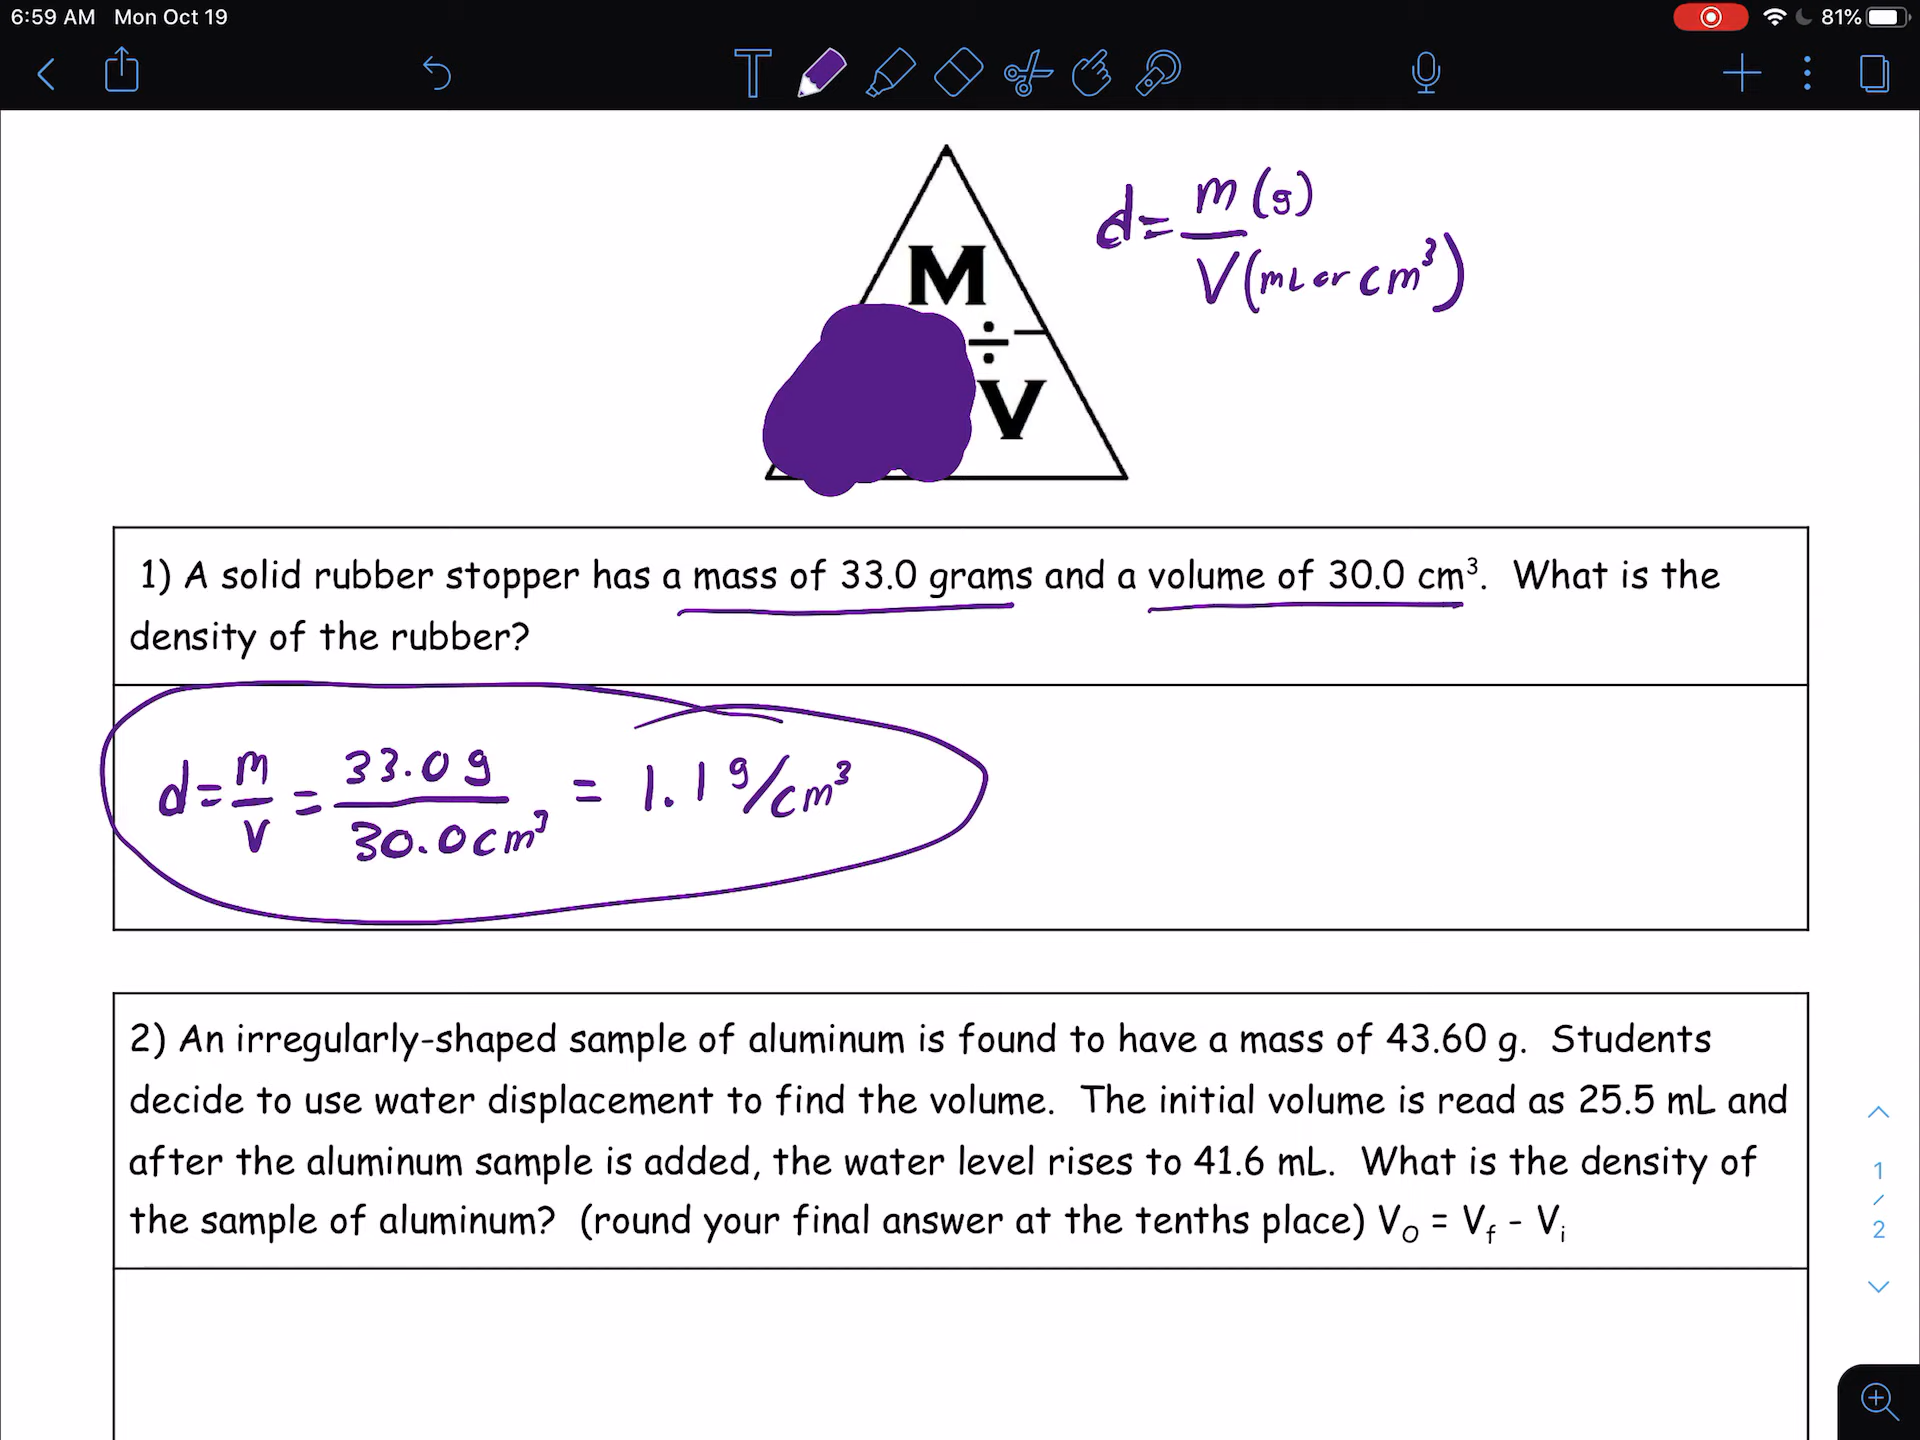 6:59 AM Mon Oct 19
81%
T
M
÷
V
d = m (g)
V (mL or cm³)
1) A solid rubber stopper has a mass of 33.0 grams and a volume of 30.0 cm³. What is the
density of the rubber?
d = m = 33.0 g = 1.1 g/cm³
v 30.0 cm³
2) An irregularly-shaped sample of aluminum is found to have a mass of 43.60 g. Students
decide to use water displacement to find the volume. The initial volume is read as 25.5 mL and
after the aluminum sample is added, the water level rises to 41.6 mL. What is the density of
the sample of aluminum? (round your final answer at the tenths place) V₀ = V_f - V_i
1
/
2